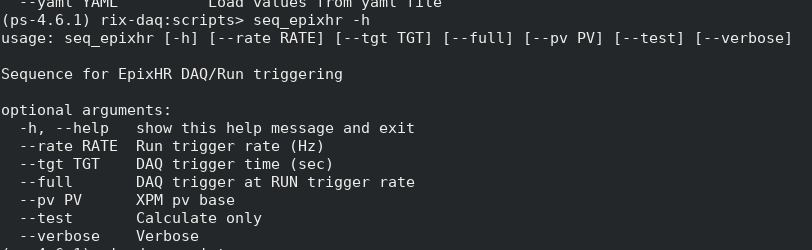 --yaml YAML          Load values from yaml file
(ps-4.6.1) rix-daq:scripts> seq_epixhr -h
usage: seq_epixhr [-h] [--rate RATE] [--tgt TGT] [--full] [--pv PV] [--test] [--verbose]

Sequence for EpixHR DAQ/Run triggering

optional arguments:
  -h, --help   show this help message and exit
  --rate RATE  Run trigger rate (Hz)
  --tgt TGT    DAQ trigger time (sec)
  --full       DAQ trigger at RUN trigger rate
  --pv PV      XPM pv base
  --test       Calculate only
  --verbose    Verbose